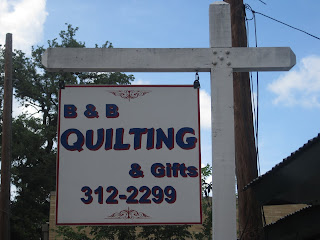 B & B
QUILTING
& Gifts
312-2299